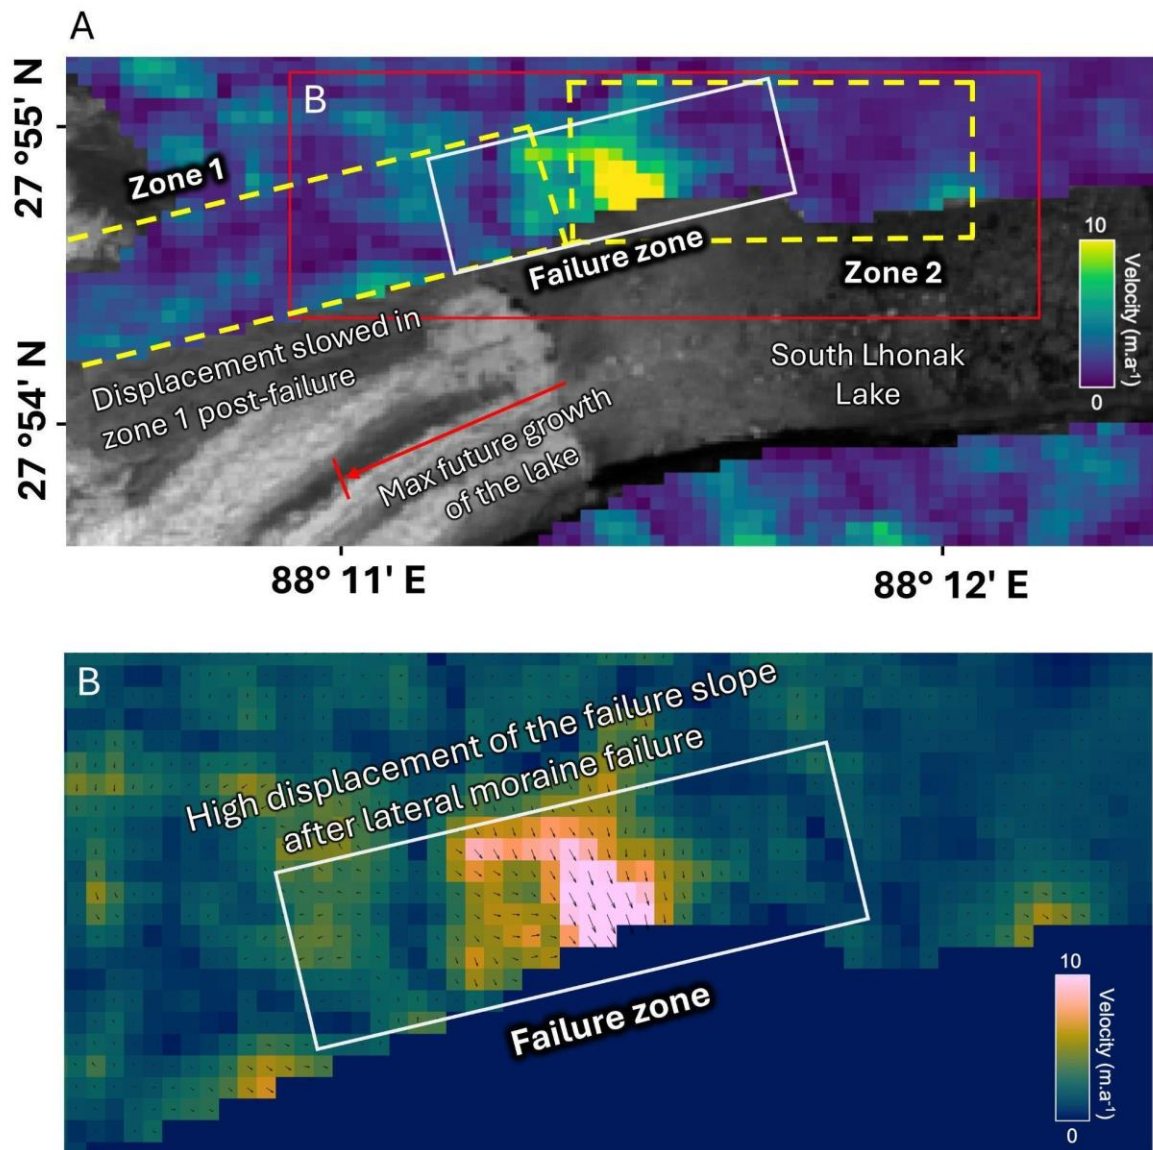 A
27 °55' N
B
Zone 1
Failure zone
Zone 2
10
Velocity (m.a-1)
0
Displacement slowed in
zone 1 post-failure
South Lhonak
Lake
27 °54' N
Max future growth
of the lake
88° 11' E
88° 12' E
B
High displacement of the failure slope
after lateral moraine failure
Failure zone
10
Velocity (m.a-1)
0